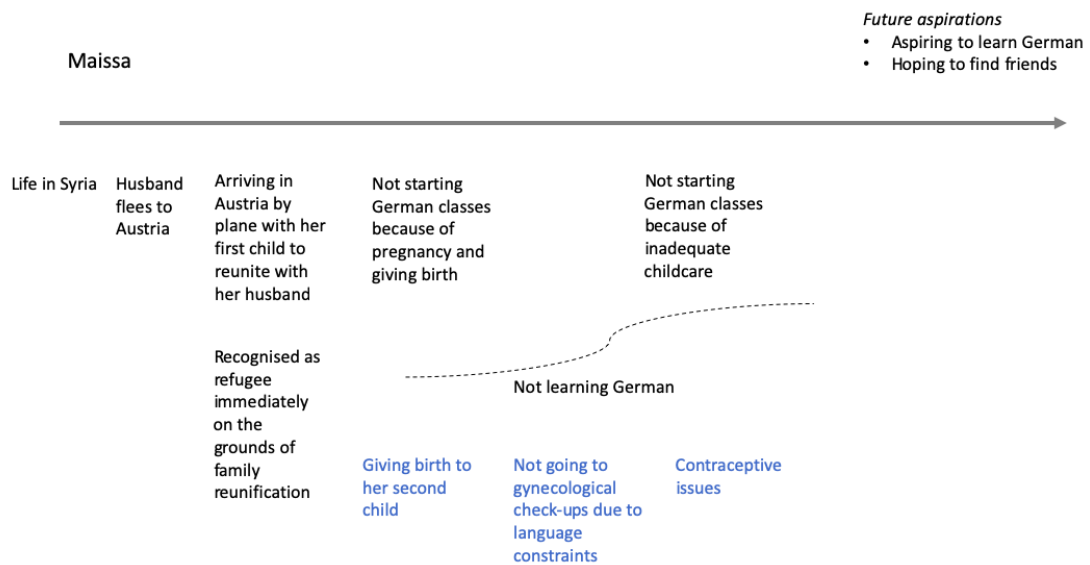 Future aspirations
• Aspiring to learn German
• Hoping to find friends
Maissa
Life in Syria
Husband
flees to
Austria
Arriving in
Austria by
plane with her
first child to
reunite with
her husband
Not starting
German classes
because of
pregnancy and
giving birth
Not starting
German classes
because of
inadequate
childcare
Recognised as
refugee
immediately
on the
grounds of
family
reunification
Not learning German
Giving birth to
her second
child
Not going to
gynecological
check-ups due to
language
constraints
Contraceptive
issues